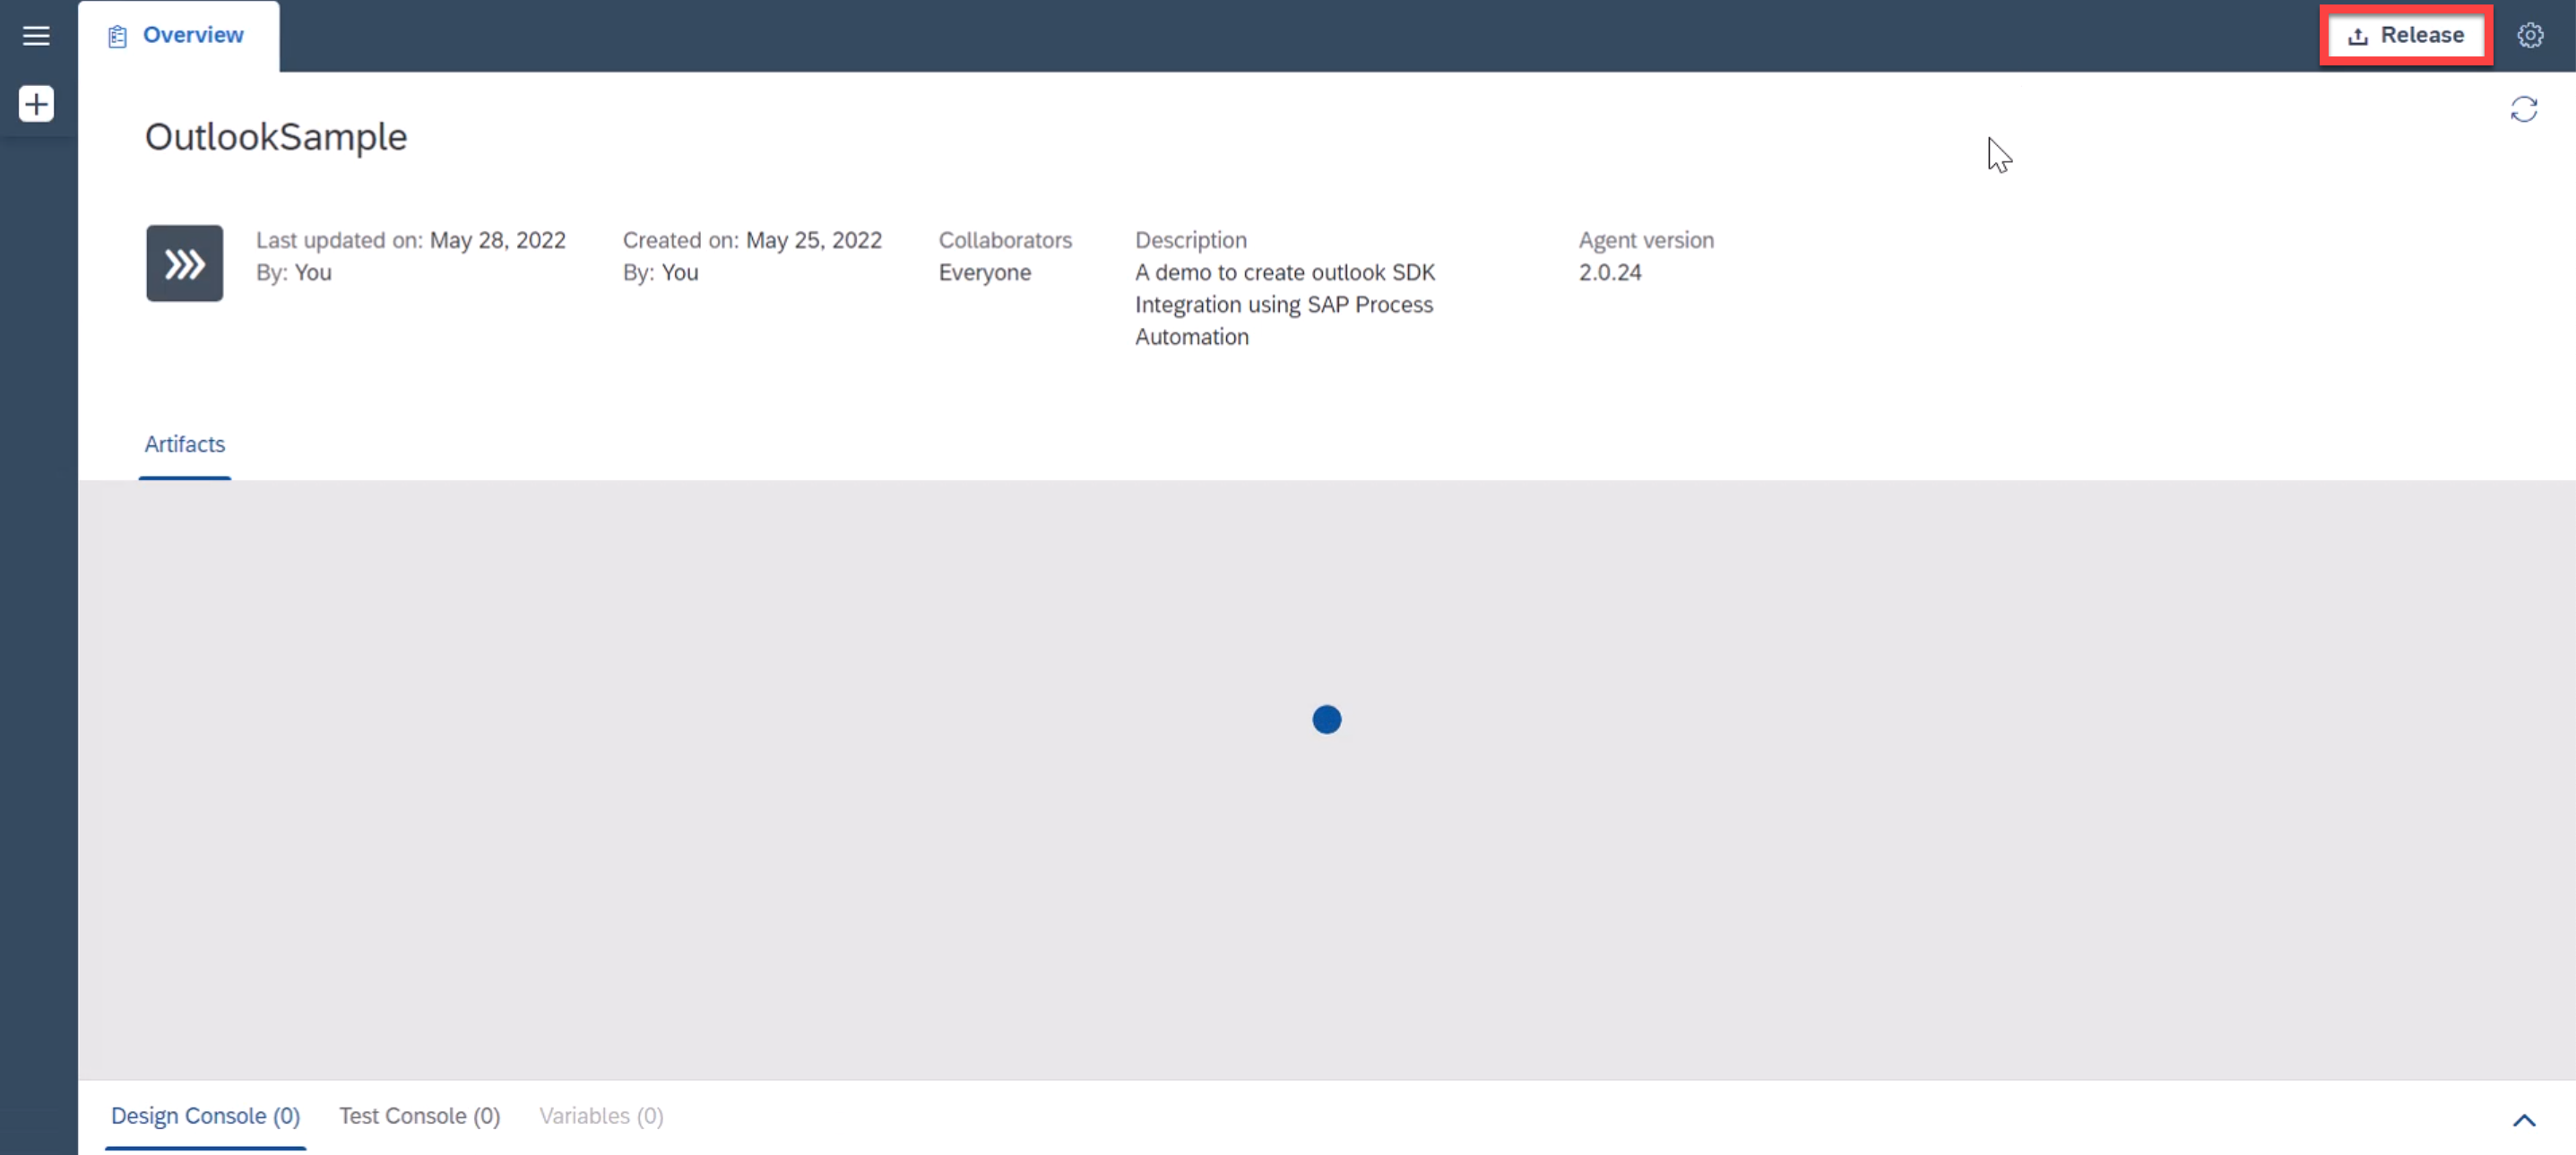 Overview
Release
OutlookSample
Last updated on: May 28, 2022
By: You
Created on: May 25, 2022
By: You
Collaborators
Everyone
Description
A demo to create outlook SDK
Integration using SAP Process
Automation
Agent version
2.0.24
Artifacts
Design Console (0)
Test Console (0)
Variables (0)